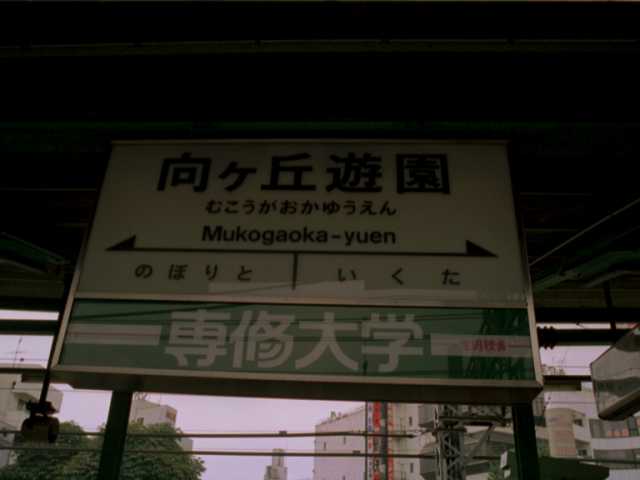 向ヶ丘遊園
むこうがおかゆうえん
Mukogaoka-yuen
のぼりと いくた
専修大学